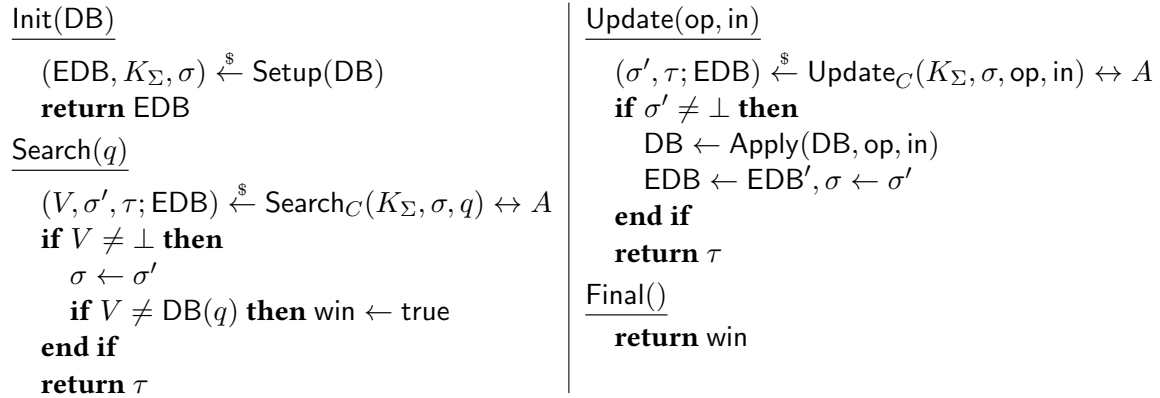 Init(DB)
(EDB, K_Σ, σ) ←$ Setup(DB)
return EDB
Search(q)
(V, σ′, τ; EDB) ←$ Search_C(K_Σ, σ, q) ↔ A
if V ≠ ⊥ then
σ ← σ′
if V ≠ DB(q) then win ← true
end if
return τ
Update(op, in)
(σ′, τ; EDB) ←$ Update_C(K_Σ, σ, op, in) ↔ A
if σ′ ≠ ⊥ then
DB ← Apply(DB, op, in)
EDB ← EDB′, σ ← σ′
end if
return τ
Final()
return win